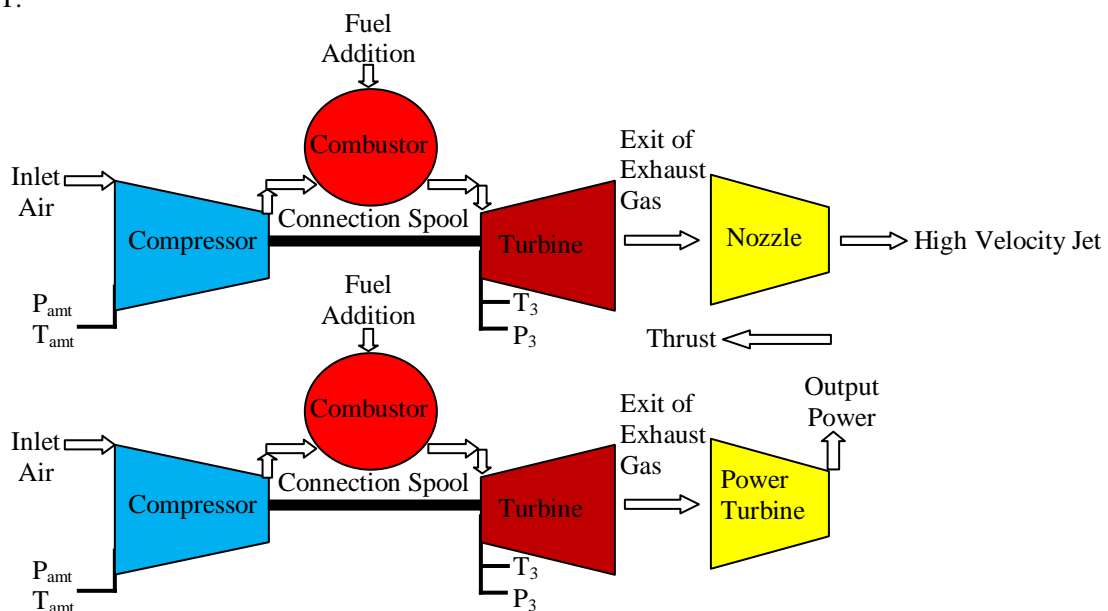 Fuel
Addition
Combustor
Inlet
Air
Compressor
Connection Spool
Turbine
Exit of
Exhaust
Gas
Nozzle
High Velocity Jet
P_amt
T_amt
T_3
P_3
Thrust
Fuel
Addition
Combustor
Inlet
Air
Compressor
Connection Spool
Turbine
Exit of
Exhaust
Gas
Power
Turbine
Output
Power
P_amt
T_amt
T_3
P_3